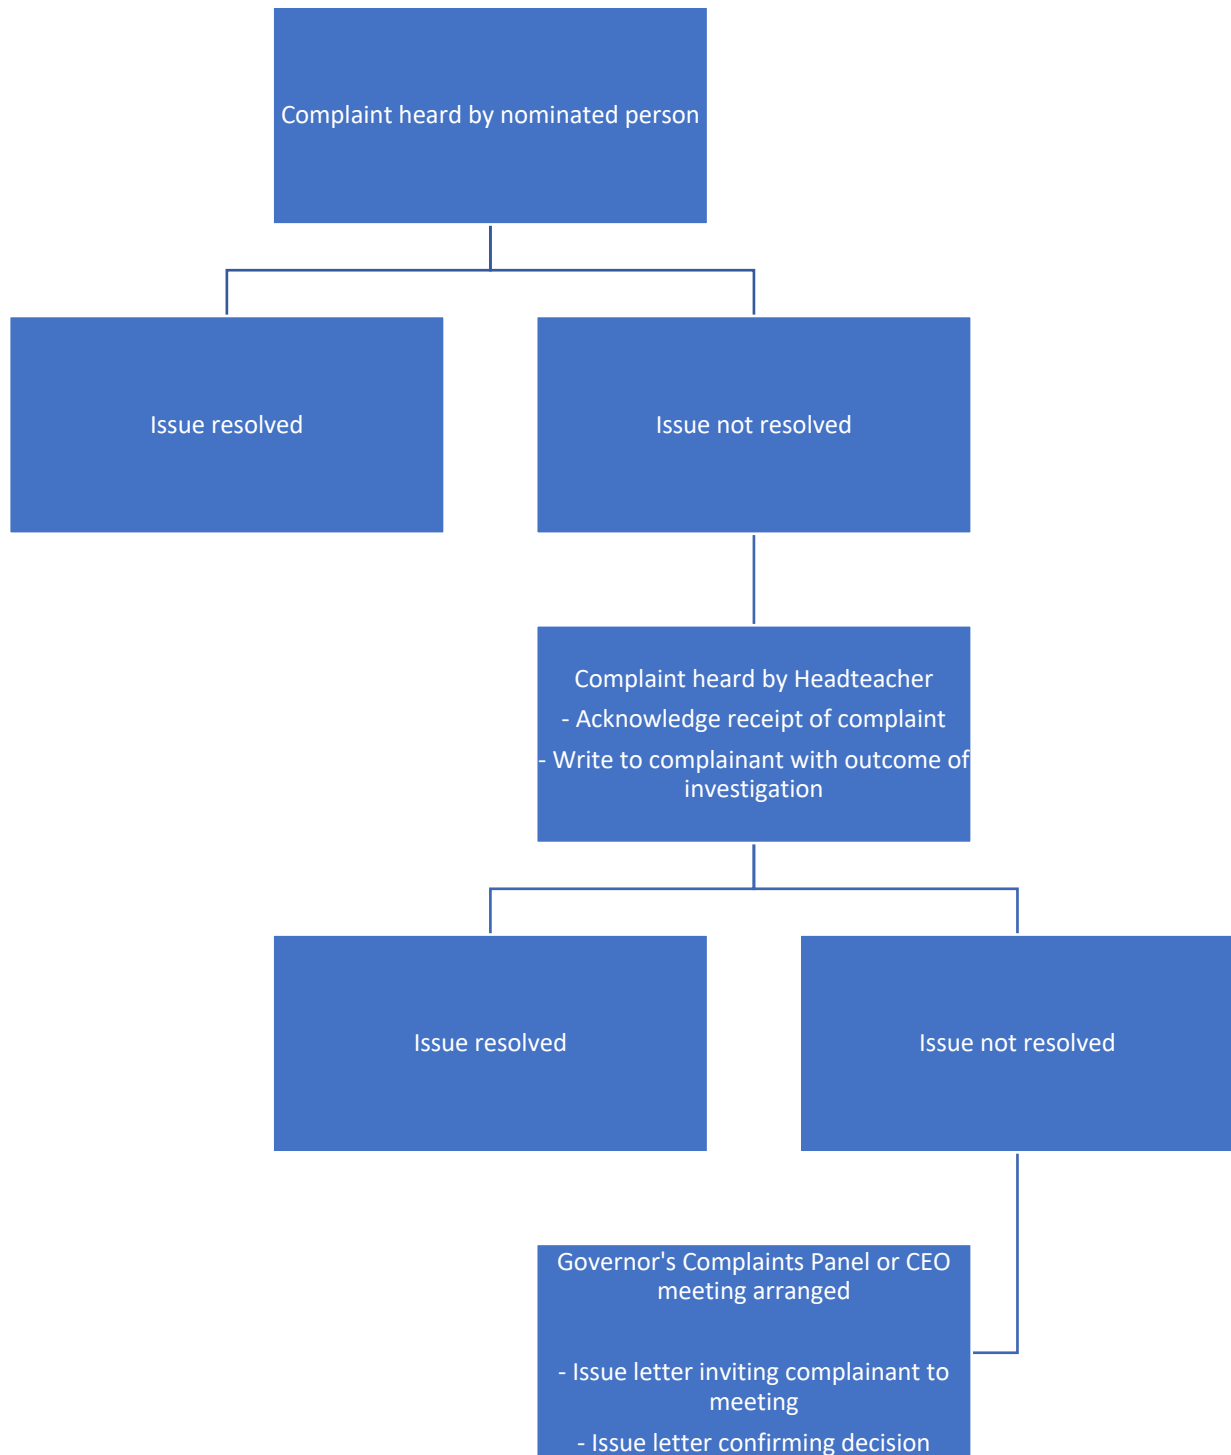 Complaint heard by nominated person
Issue resolved
Issue not resolved
Complaint heard by Headteacher
- Acknowledge receipt of complaint
- Write to complainant with outcome of
investigation
Issue resolved
Issue not resolved
Governor's Complaints Panel or CEO
meeting arranged
- Issue letter inviting complainant to
meeting
- Issue letter confirming decision